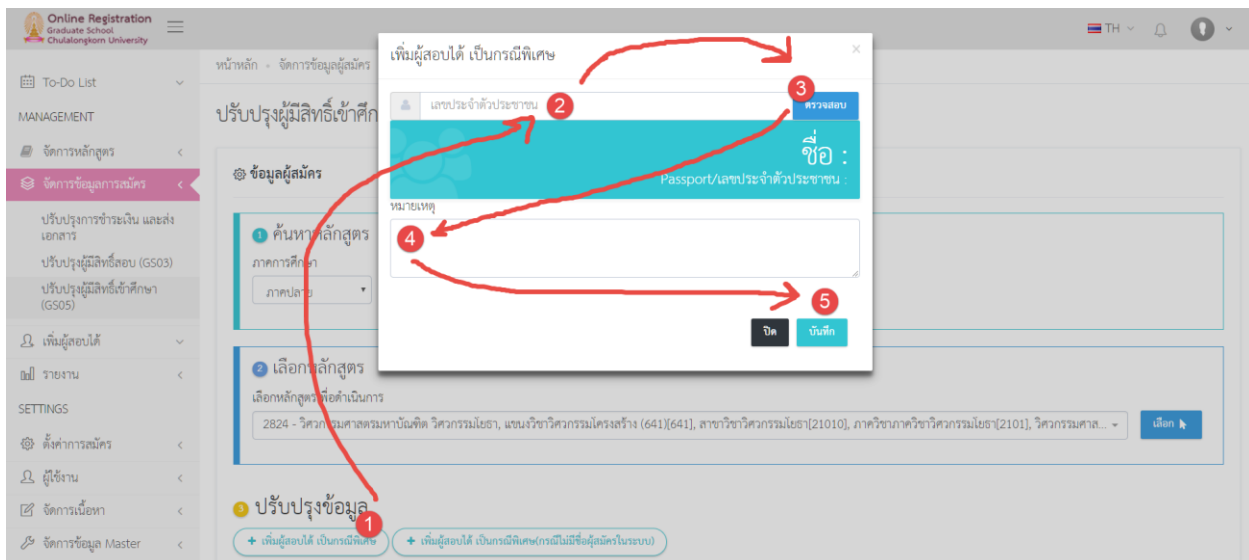 Online Registration
Graduate School
Chulalongkorn University
TH
To-Do List
MANAGEMENT
จัดการหลักสูตร
จัดการข้อมูลการสมัคร
ปรับปรุงการชำระเงิน และส่ง
เอกสาร
ปรับปรุงผู้มีสิทธิ์สอบ (GS03)
ปรับปรุงผู้มีสิทธิ์เข้าศึกษา
(GS05)
เพิ่มผู้สอบได้
รายงาน
SETTINGS
ตั้งค่าการสมัคร
ผู้ใช้งาน
จัดการเนื้อหา
จัดการข้อมูล Master
หน้าหลัก
จัดการข้อมูลผู้สมัคร
ปรับปรุงผู้มีสิทธิ์เข้าศึก
ข้อมูลผู้สมัคร
1 ค้นหาหลักสูตร
ภาคการศึกษา
ภาคปลาย
2 เลือกหลักสูตร
เลือกหลักสูตรเพื่อดำเนินการ
2824 - วิศวกรรมศาสตรมหาบัณฑิต วิศวกรรมโยธา, แขนงวิชาวิศวกรรมโครงสร้าง (641)[641], สาขาวิชาวิศวกรรมโยธา[21010], ภาควิชาภาควิชาวิศวกรรมโยธา[2101], วิศวกรรมศาส...
เลือก
3 ปรับปรุงข้อมูล
1
+ เพิ่มผู้สอบได้ เป็นกรณีพิเศษ
+ เพิ่มผู้สอบได้ เป็นกรณีพิเศษ(กรณีไม่มีชื่อผู้สมัครในระบบ)
เพิ่มผู้สอบได้ เป็นกรณีพิเศษ
×
เลขประจำตัวประชาชน
2
3
ตรวจสอบ
ชื่อ :
Passport/เลขประจำตัวประชาชน :
หมายเหตุ
4
5
ปิด
บันทึก